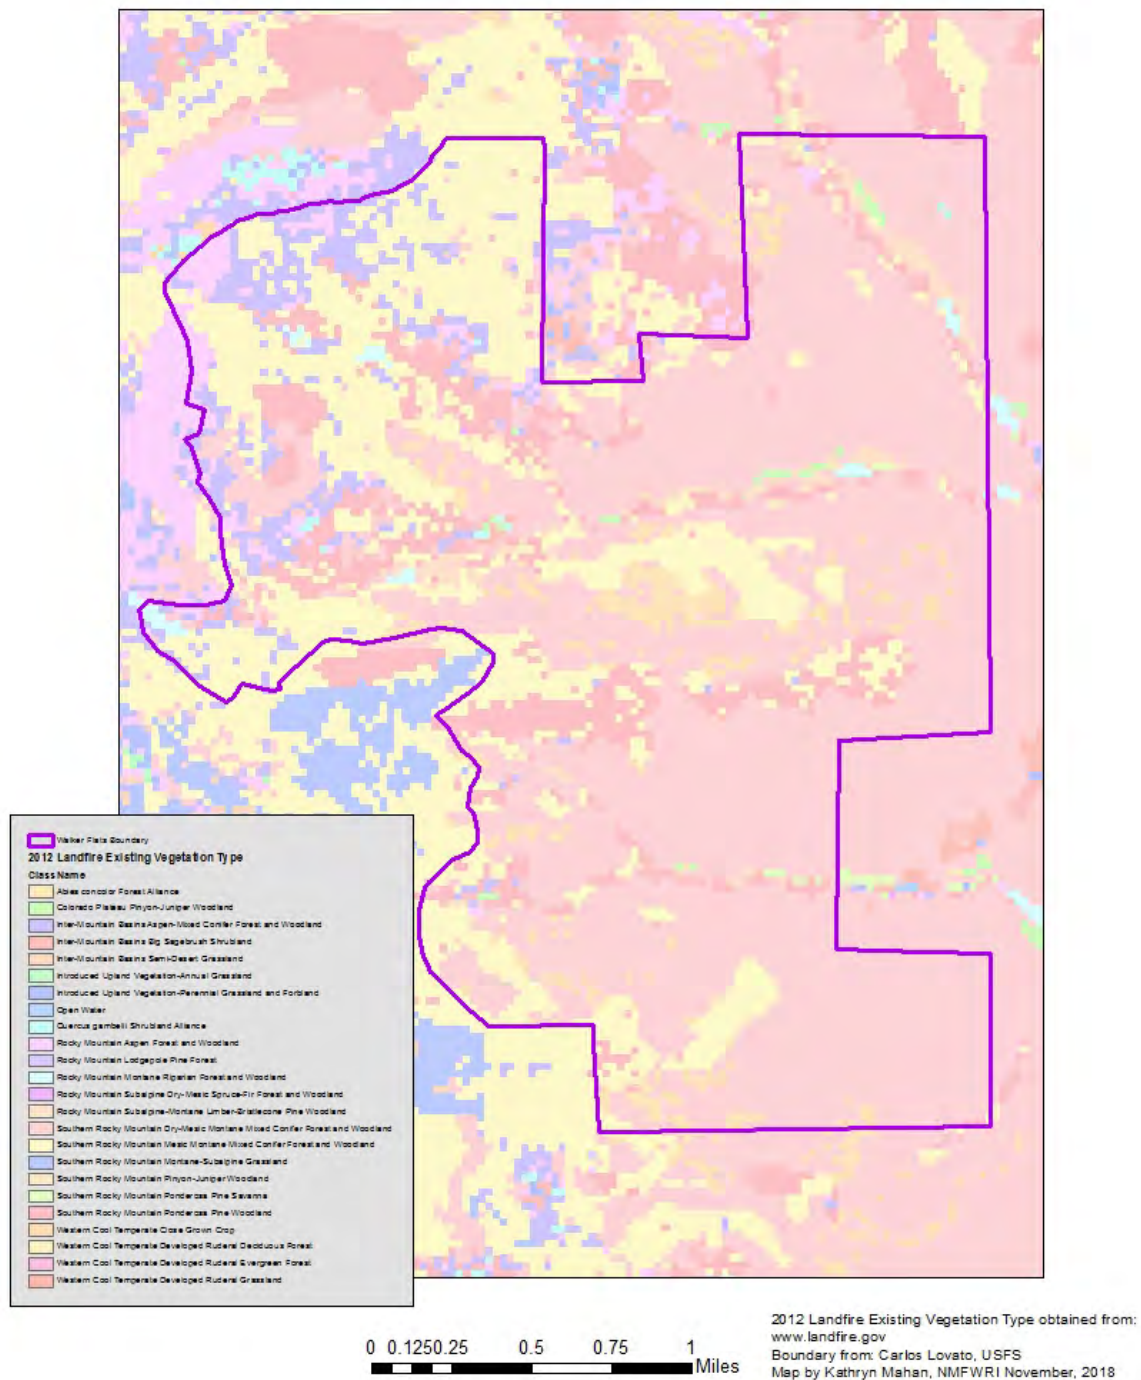 Walker Flats Boundary
2012 Landfire Existing Vegetation Type
Class Name
Abies concolor Forest Alliance
Colorado Plateau Pinyon-Juniper Woodland
Inter-Mountain Basins Aspen-Mixed Conifer Forest and Woodland
Inter-Mountain Basins Big Sagebrush Shrubland
Inter-Mountain Basins Semi-Desert Grassland
Introduced Upland Vegetation-Annual Grassland
Introduced Upland Vegetation-Perennial Grassland and Forbland
Open Water
Quercus gambelii Shrubland Alliance
Rocky Mountain Aspen Forest and Woodland
Rocky Mountain Lodgepole Pine Forest
Rocky Mountain Montane Riparian Forest and Woodland
Rocky Mountain Subalpine Dry-Mesic Spruce-Fir Forest and Woodland
Rocky Mountain Subalpine-Montane Limber-Bristlecone Pine Woodland
Southern Rocky Mountain Dry-Mesic Montane Mixed Conifer Forest and Woodland
Southern Rocky Mountain Mesic Montane Mixed Conifer Forest and Woodland
Southern Rocky Mountain Montane-Subalpine Grassland
Southern Rocky Mountain Pinyon-Juniper Woodland
Southern Rocky Mountain Ponderosa Pine Savanna
Southern Rocky Mountain Ponderosa Pine Woodland
Western Cool Temperate Close Grown Crop
Western Cool Temperate Developed Ruderal Deciduous Forest
Western Cool Temperate Developed Ruderal Evergreen Forest
Western Cool Temperate Developed Ruderal Grassland
0 0.1250.25 0.5 0.75 1
Miles
2012 Landfire Existing Vegetation Type obtained from:
www.landfire.gov
Boundary from: Carlos Lovato, USFS
Map by Kathryn Mahan, NMFWRI November, 2018